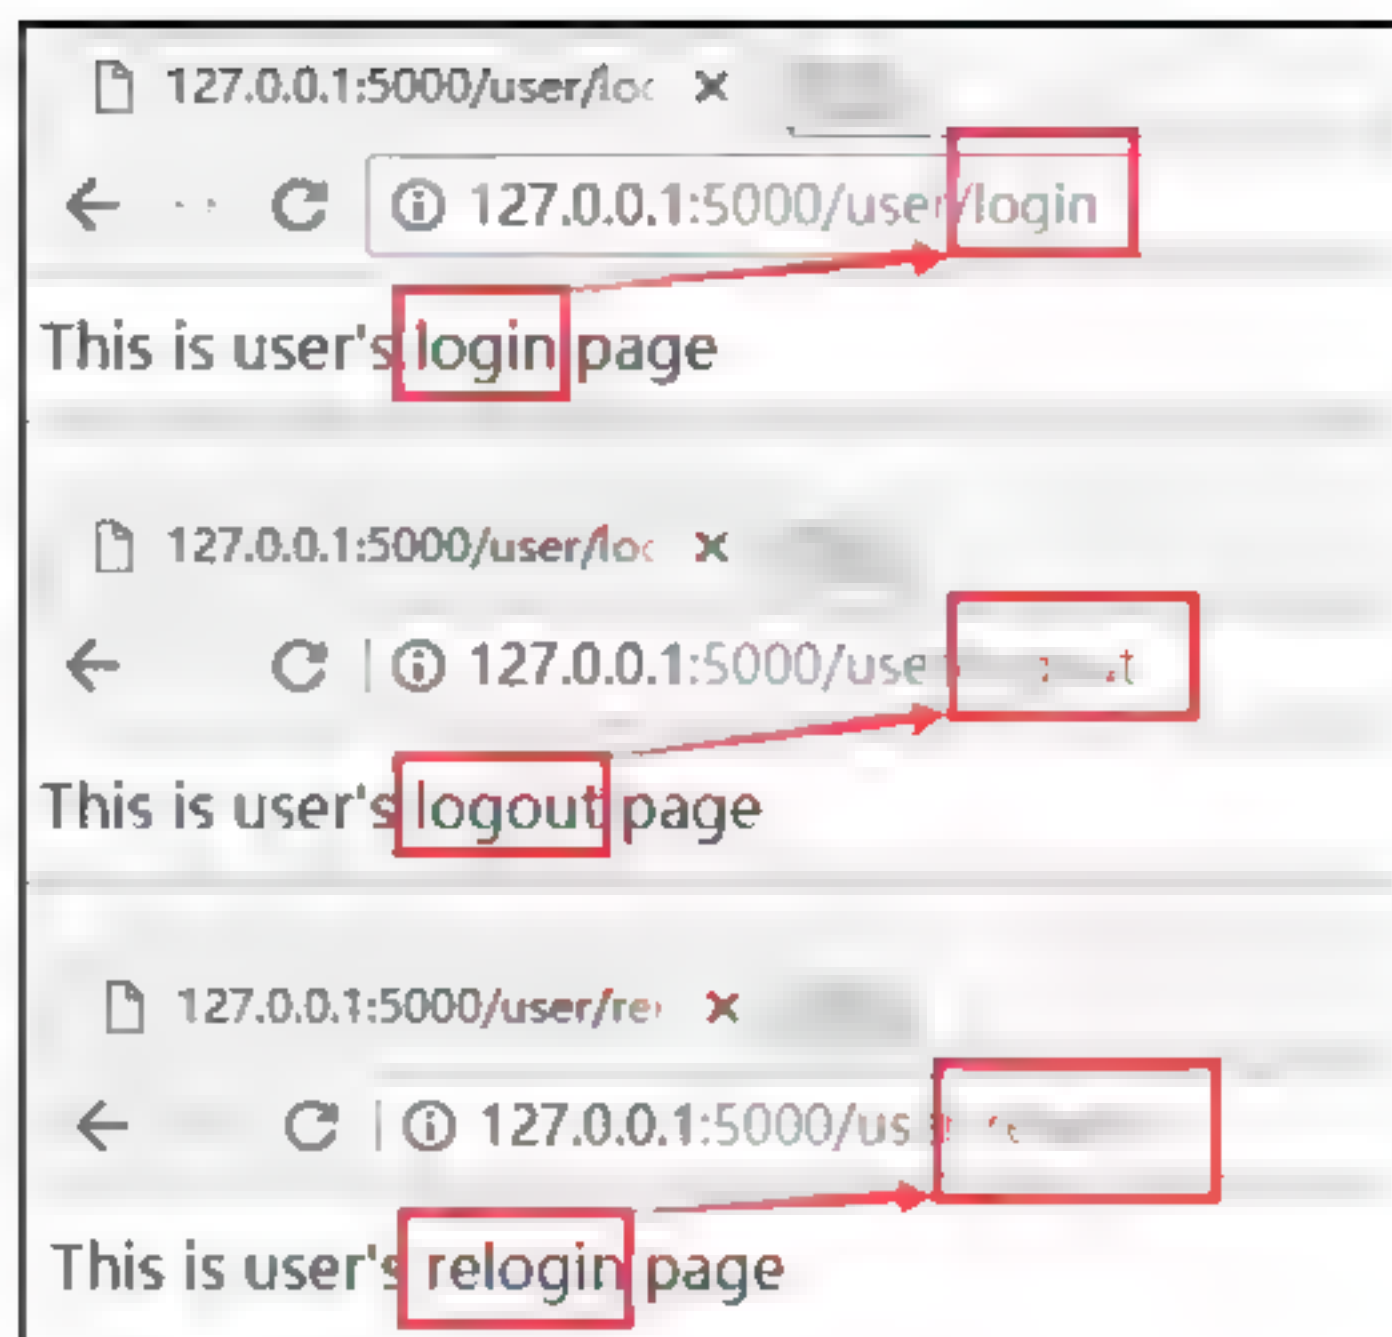 127.0.0.1:5000/user/log
127.0.0.1:5000/user/login
This is user's login page
127.0.0.1:5000/user/log
127.0.0.1:5000/use
This is user's logout page
127.0.0.1:5000/user/re
127.0.0.1:5000/us
This is user's relogin page